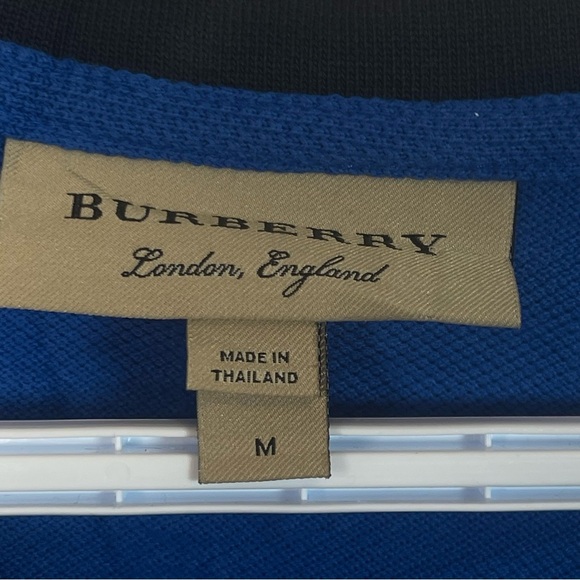 BURBERRY
London, England
MADE IN
THAILAND
M